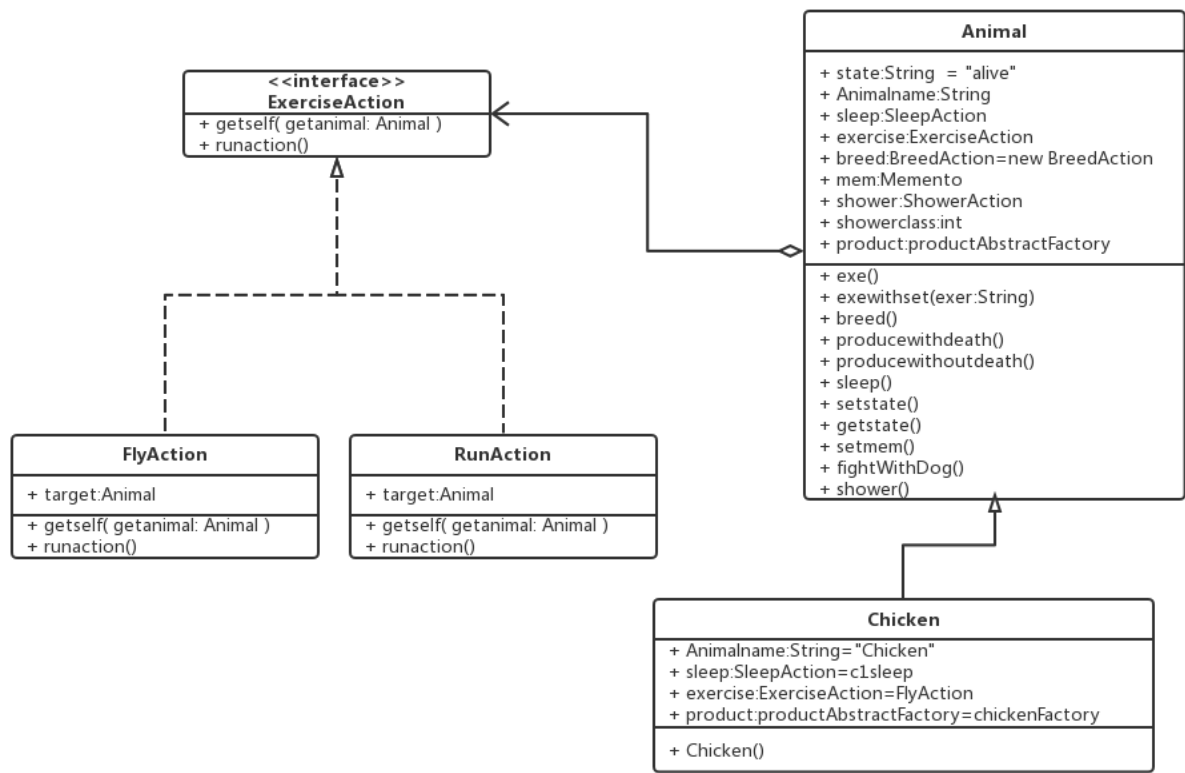 <<interface>>
ExerciseAction
+ getself( getanimal: Animal )
+ runaction()
FlyAction
+ target:Animal
+ getself( getanimal: Animal )
+ runaction()
RunAction
+ target:Animal
+ getself( getanimal: Animal )
+ runaction()
Animal
+ state:String = "alive"
+ Animalname:String
+ sleep:SleepAction
+ exercise:ExerciseAction
+ breed:BreedAction=new BreedAction
+ mem:Memento
+ shower:ShowerAction
+ showerclass:int
+ product:productAbstractFactory
+ exe()
+ exewithset(exer:String)
+ breed()
+ producewithdeath()
+ producewithoutdeath()
+ sleep()
+ setstate()
+ getstate()
+ setmem()
+ fightWithDog()
+ shower()
Chicken
+ Animalname:String="Chicken"
+ sleep:SleepAction=c1sleep
+ exercise:ExerciseAction=FlyAction
+ product:productAbstractFactory=chickenFactory
+ Chicken()